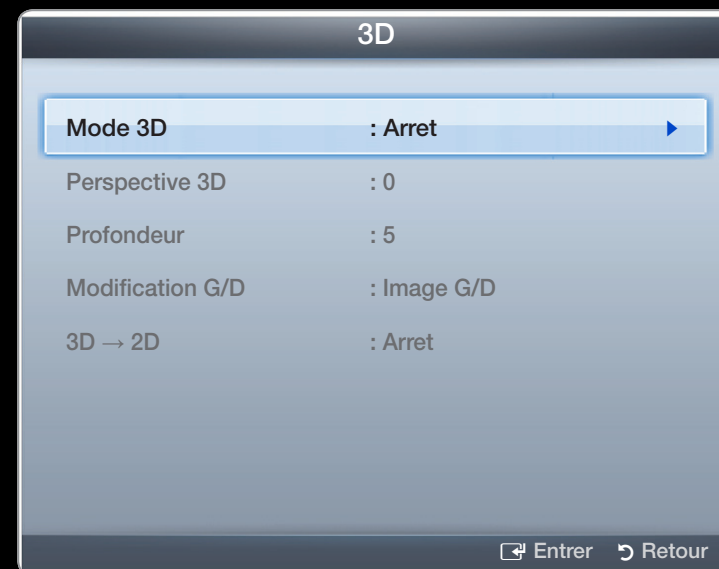 3D
Mode 3D : Arret
Perspective 3D : 0
Profondeur : 5
Modification G/D : Image G/D
3D → 2D : Arret
Entrer Retour